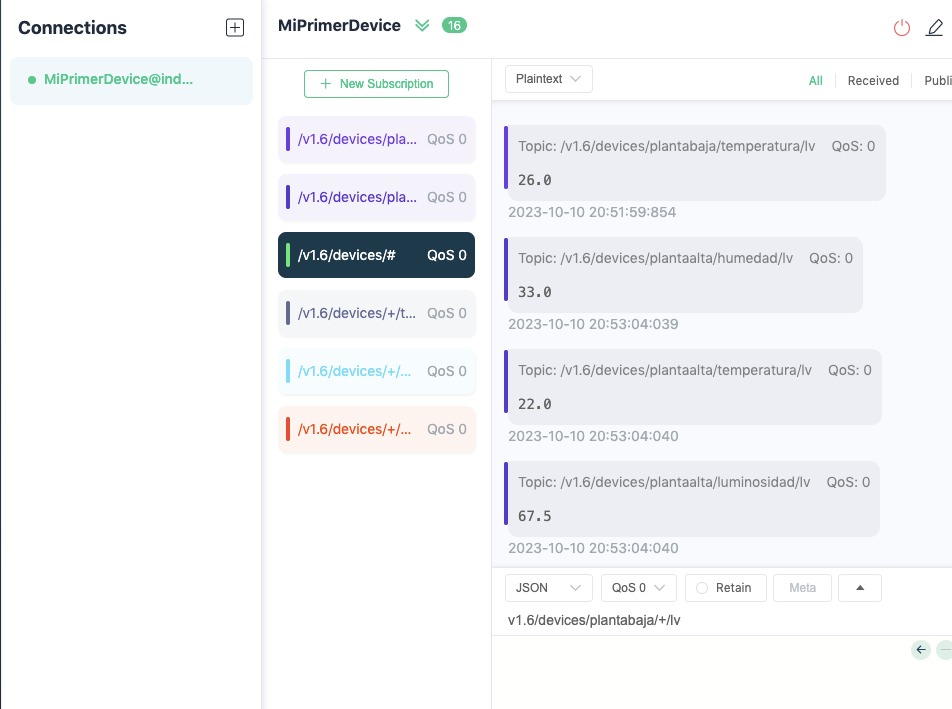 Connections
MiPrimerDevice@ind...
MiPrimerDevice 16
New Subscription
/v1.6/devices/pla... QoS 0
/v1.6/devices/pla... QoS 0
/v1.6/devices/# QoS 0
/v1.6/devices/+/t... QoS 0
/v1.6/devices/+/... QoS 0
/v1.6/devices/+/... QoS 0
Plaintext All Received Publi
Topic: /v1.6/devices/plantabaja/temperatura/lv QoS: 0
26.0
2023-10-10 20:51:59:854
Topic: /v1.6/devices/plantaalta/humedad/lv QoS: 0
33.0
2023-10-10 20:53:04:039
Topic: /v1.6/devices/plantaalta/temperatura/lv QoS: 0
22.0
2023-10-10 20:53:04:040
Topic: /v1.6/devices/plantaalta/luminosidad/lv QoS: 0
67.5
2023-10-10 20:53:04:040
JSON QoS 0 Retain Meta
v1.6/devices/plantabaja/+/lv